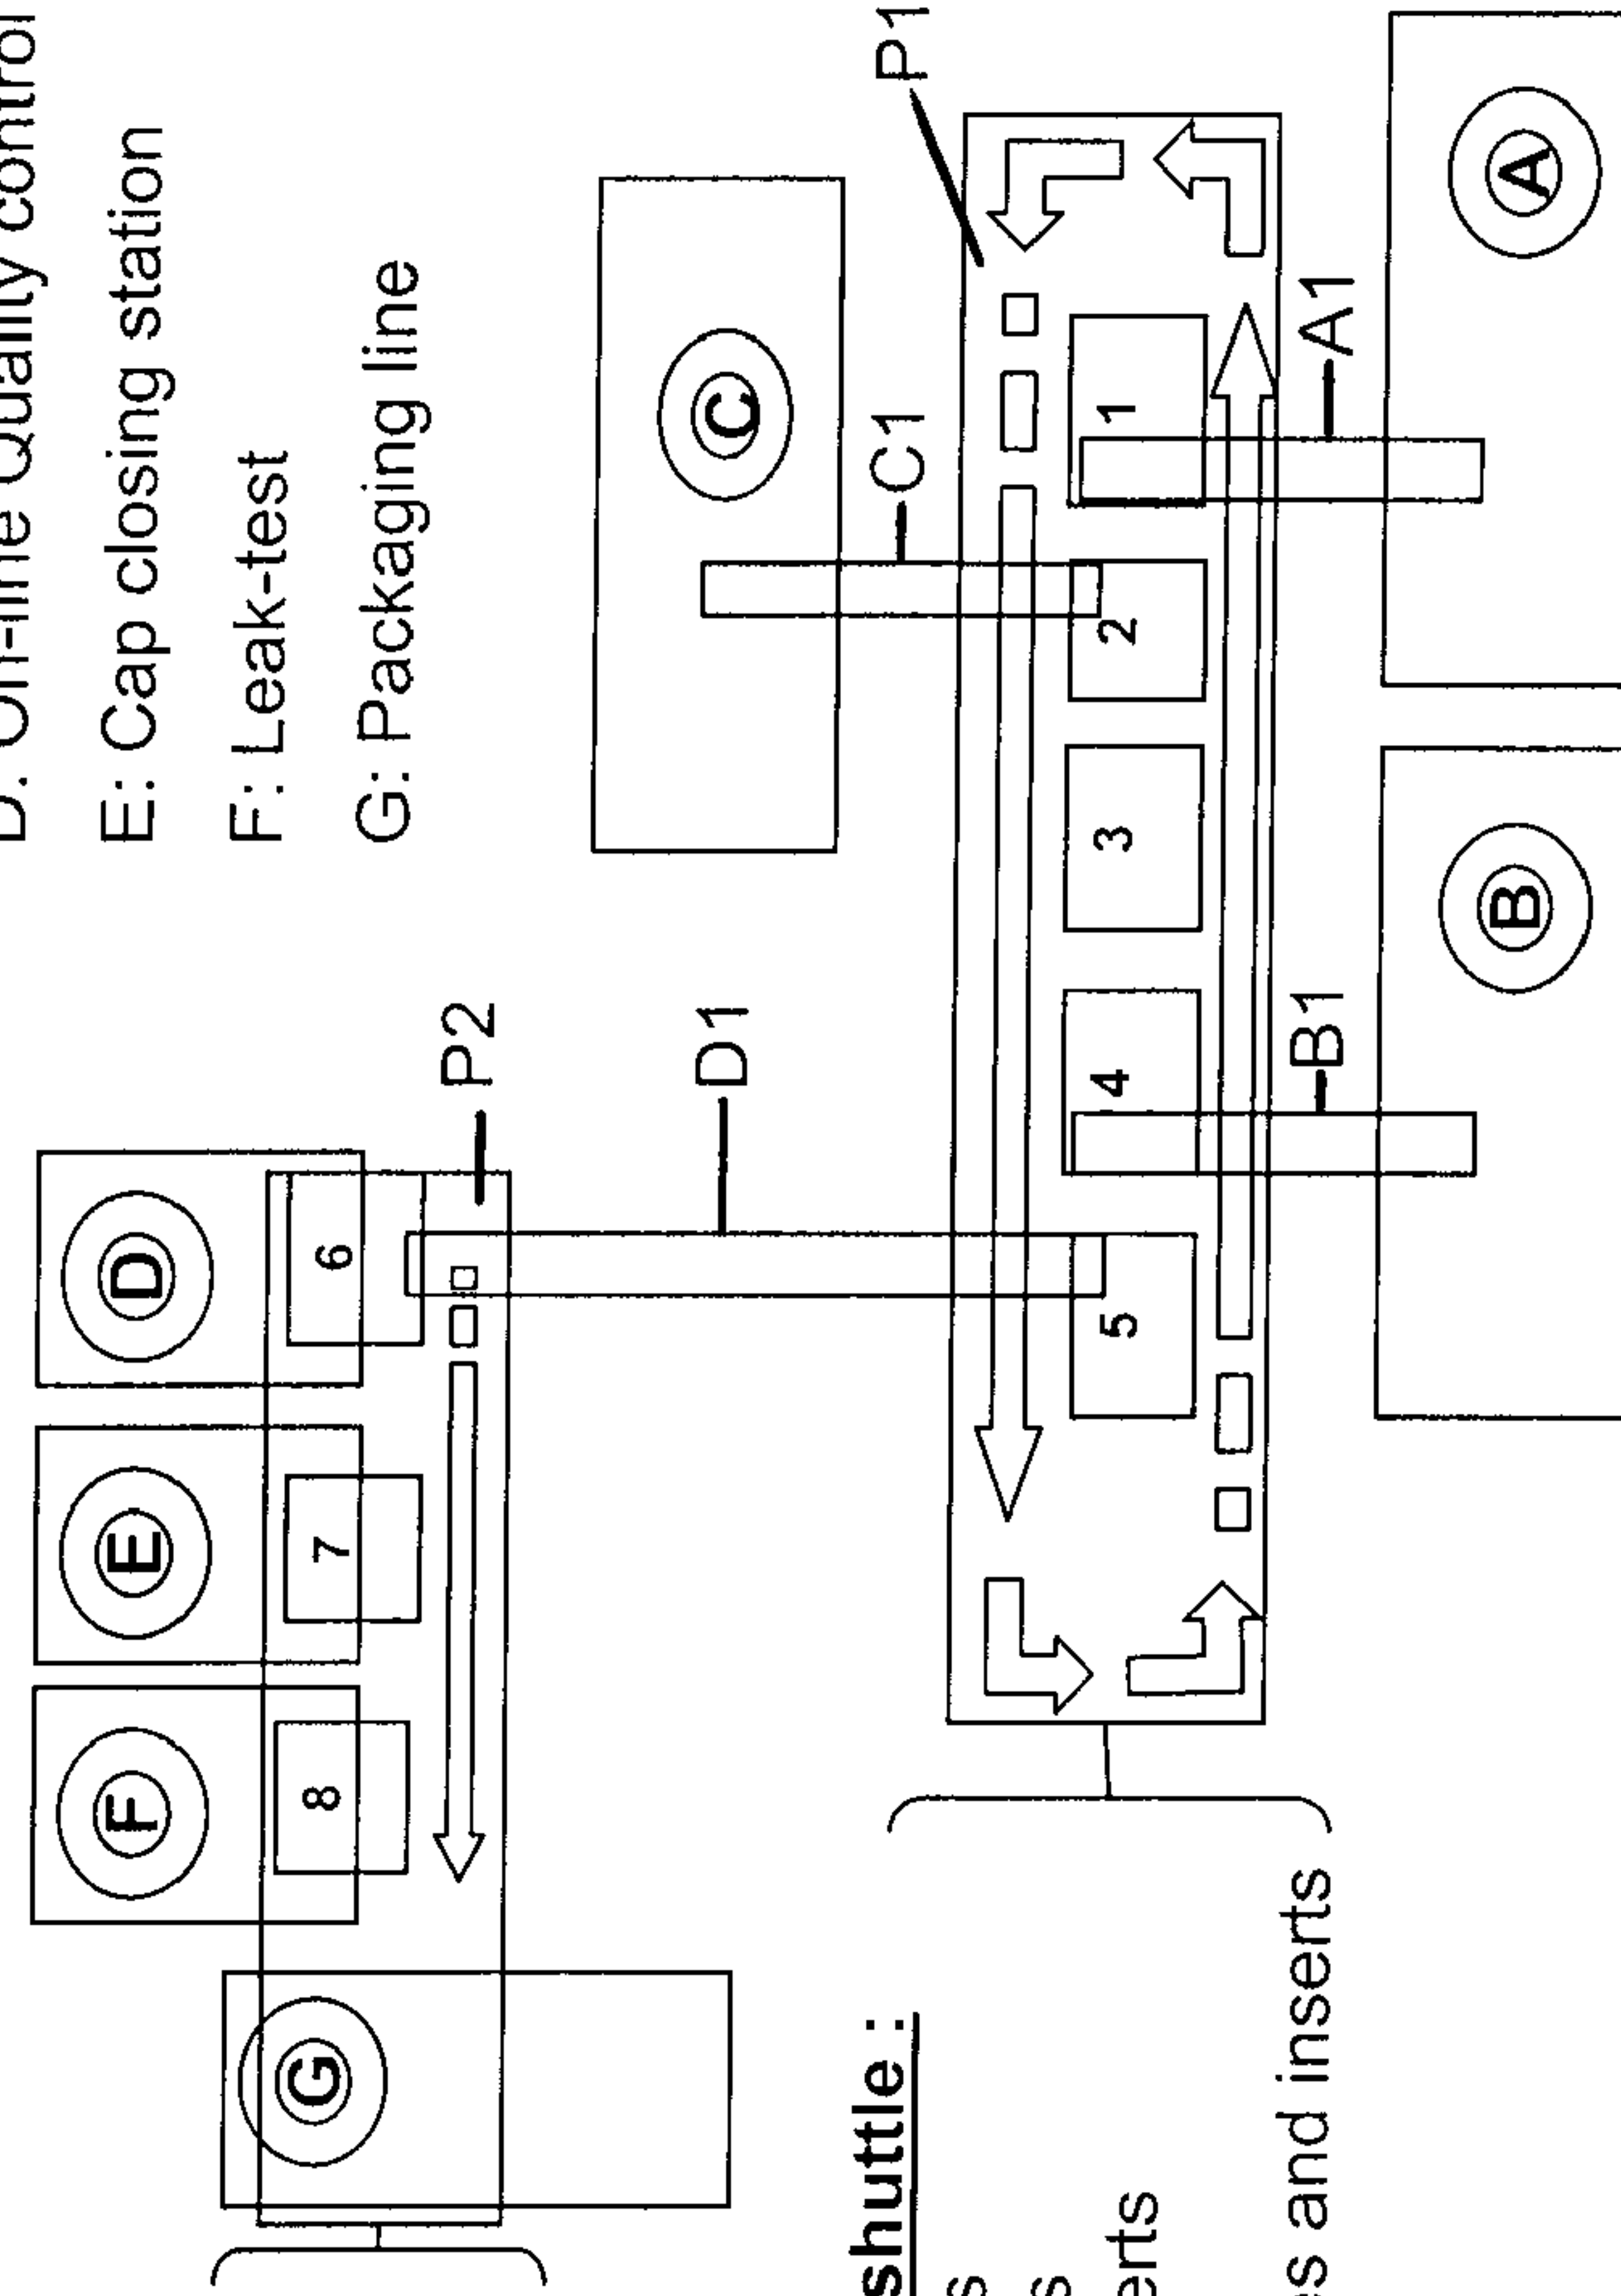 D: On-line Quality control
E: Cap closing station
F: Leak-test
G: Packaging line
F E D
G 8 7 6
P2
D1
C
C1
P1
5 4 3 2 1
B1 A1
B A
shuttle :
erts
and inserts